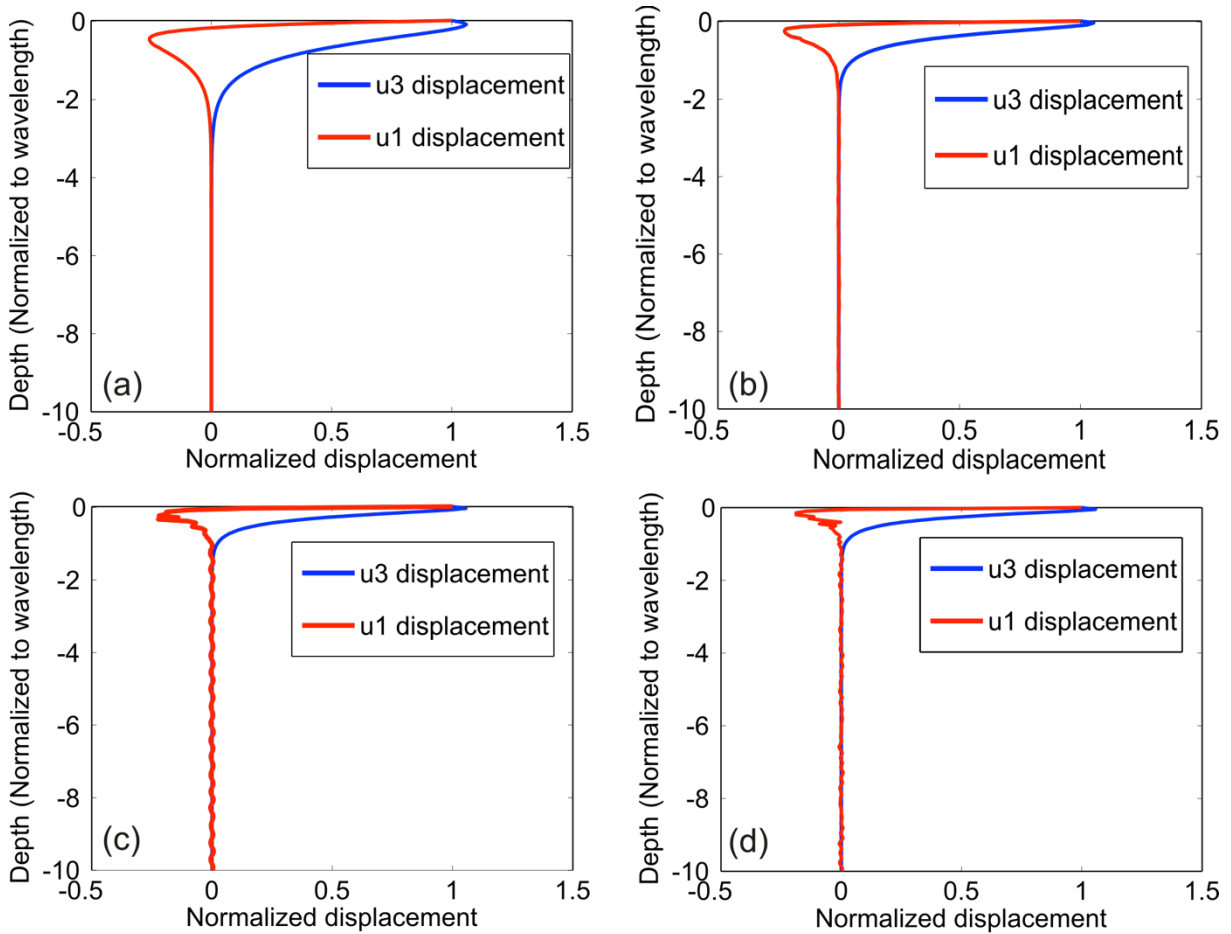 0
-2
-4
-6
-8
-10
-0.5
0
0.5
1
1.5
Depth (Normalized to wavelength)
Normalized displacement
u3 displacement
u1 displacement
(a)
0
-2
-4
-6
-8
-10
-0.5
0
0.5
1
1.5
Depth (Normalized to wavelength)
Normalized displacement
u3 displacement
u1 displacement
(b)
0
-2
-4
-6
-8
-10
-0.5
0
0.5
1
1.5
Depth (Normalized to wavelength)
Normalized displacement
u3 displacement
u1 displacement
(c)
0
-2
-4
-6
-8
-10
-0.5
0
0.5
1
1.5
Depth (Normalized to wavelength)
Normalized displacement
u3 displacement
u1 displacement
(d)